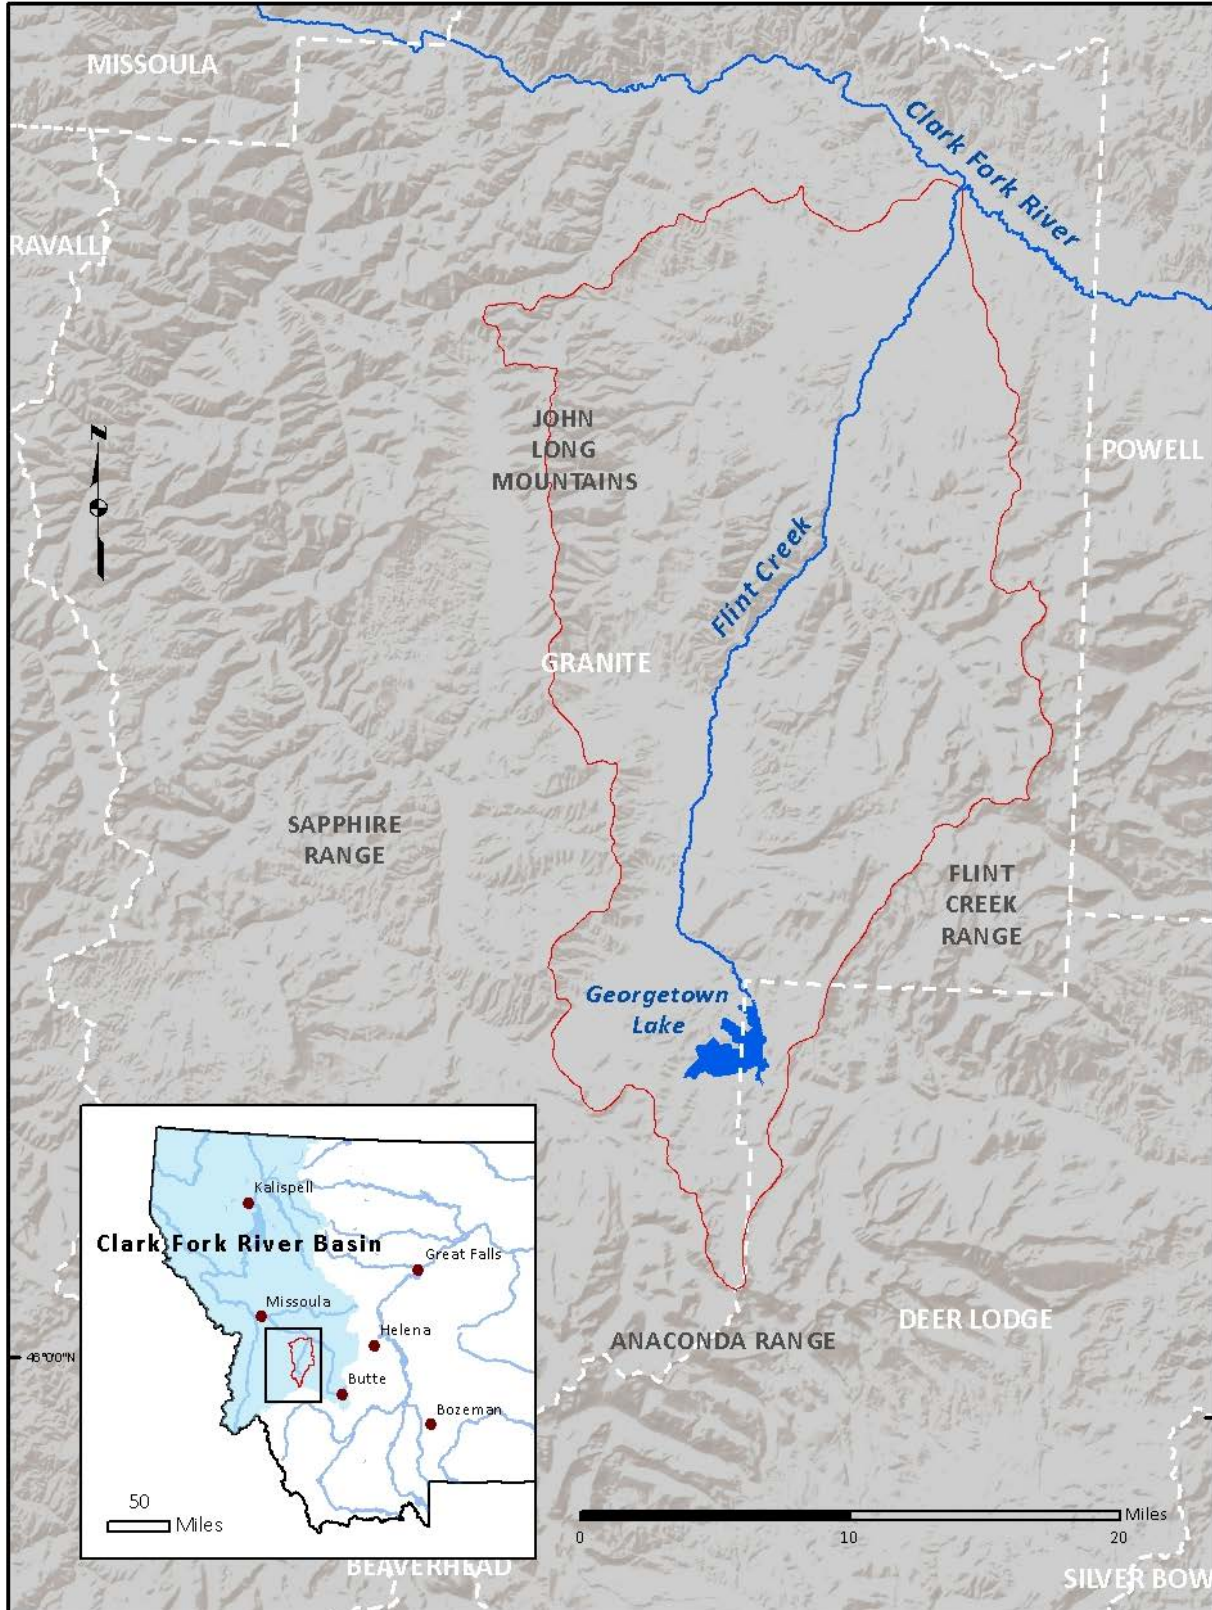 MISSOULA
Clark Fork River
RAVALLI
JOHN
LONG
MOUNTAINS
N
POWELL
Flint Creek
GRANITE
SAPPHIRE
RANGE
FLINT
CREEK
RANGE
Georgetown
Lake
Kalispell
Clark Fork River Basin
Great Falls
Missoula
Helena
Butte
Bozeman
50
Miles
46°0'0"N
DEER LODGE
ANACONDA RANGE
Miles
0 10 20
BEAVERHEAD
SILVER BOW